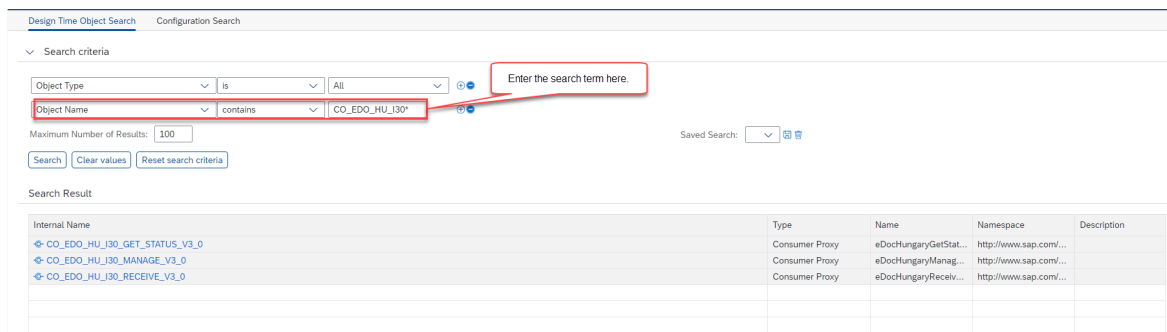 Design Time Object Search Configuration Search
Search criteria
Object Type is All
Enter the search term here.
Object Name contains CO_EDO_HU_I30*
Maximum Number of Results: 100 Saved Search:
Search Clear values Reset search criteria
Search Result
Internal Name Type Name Namespace Description
CO_EDO_HU_I30_GET_STATUS_V3_0 Consumer Proxy eDocHungaryGetStat... http://www.sap.com/...
CO_EDO_HU_I30_MANAGE_V3_0 Consumer Proxy eDocHungaryManag... http://www.sap.com/...
CO_EDO_HU_I30_RECEIVE_V3_0 Consumer Proxy eDocHungaryReceiv... http://www.sap.com/...